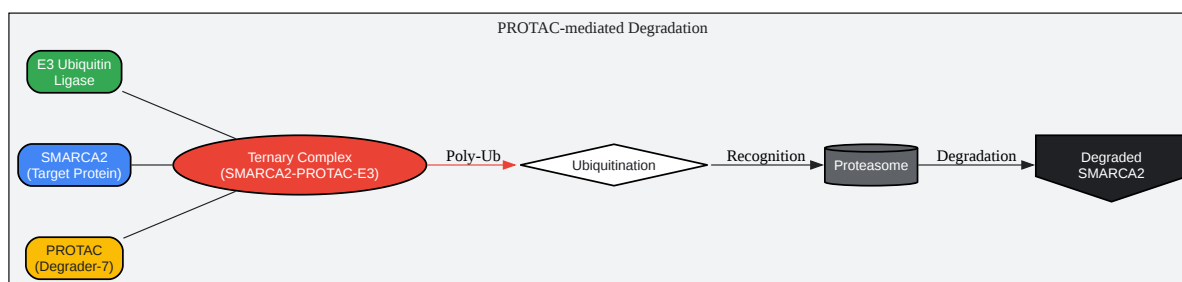 PROTAC-mediated Degradation
E3 Ubiquitin
Ligase
SMARCA2
(Target Protein)
PROTAC
(Degrader-7)
Ternary Complex
(SMARCA2-PROTAC-E3)
Poly-Ub
Ubiquitination
Recognition
Proteasome
Degradation
Degraded
SMARCA2